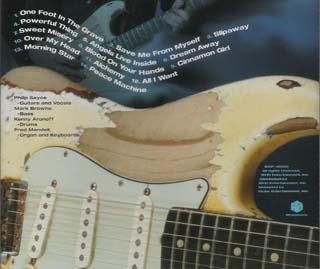 1. One Foot In The Grave 2. Save Me From Myself 3. Slipaway
4. Powerful Thing 5. Angels Live Inside 6. Dream Away
7. Sweet Misery 8. Blood On Your Hands 9. Cinnamon Girl
10. Over My Head 11. Alchemy 12. All I Want
13. Morning Star Peace Machine
Philip Sayce
-Guitars and Vocals
Mark Browne
-Bass
Kenny Aronoff
-Drums
Fred Mandell
-Organ and Keyboards